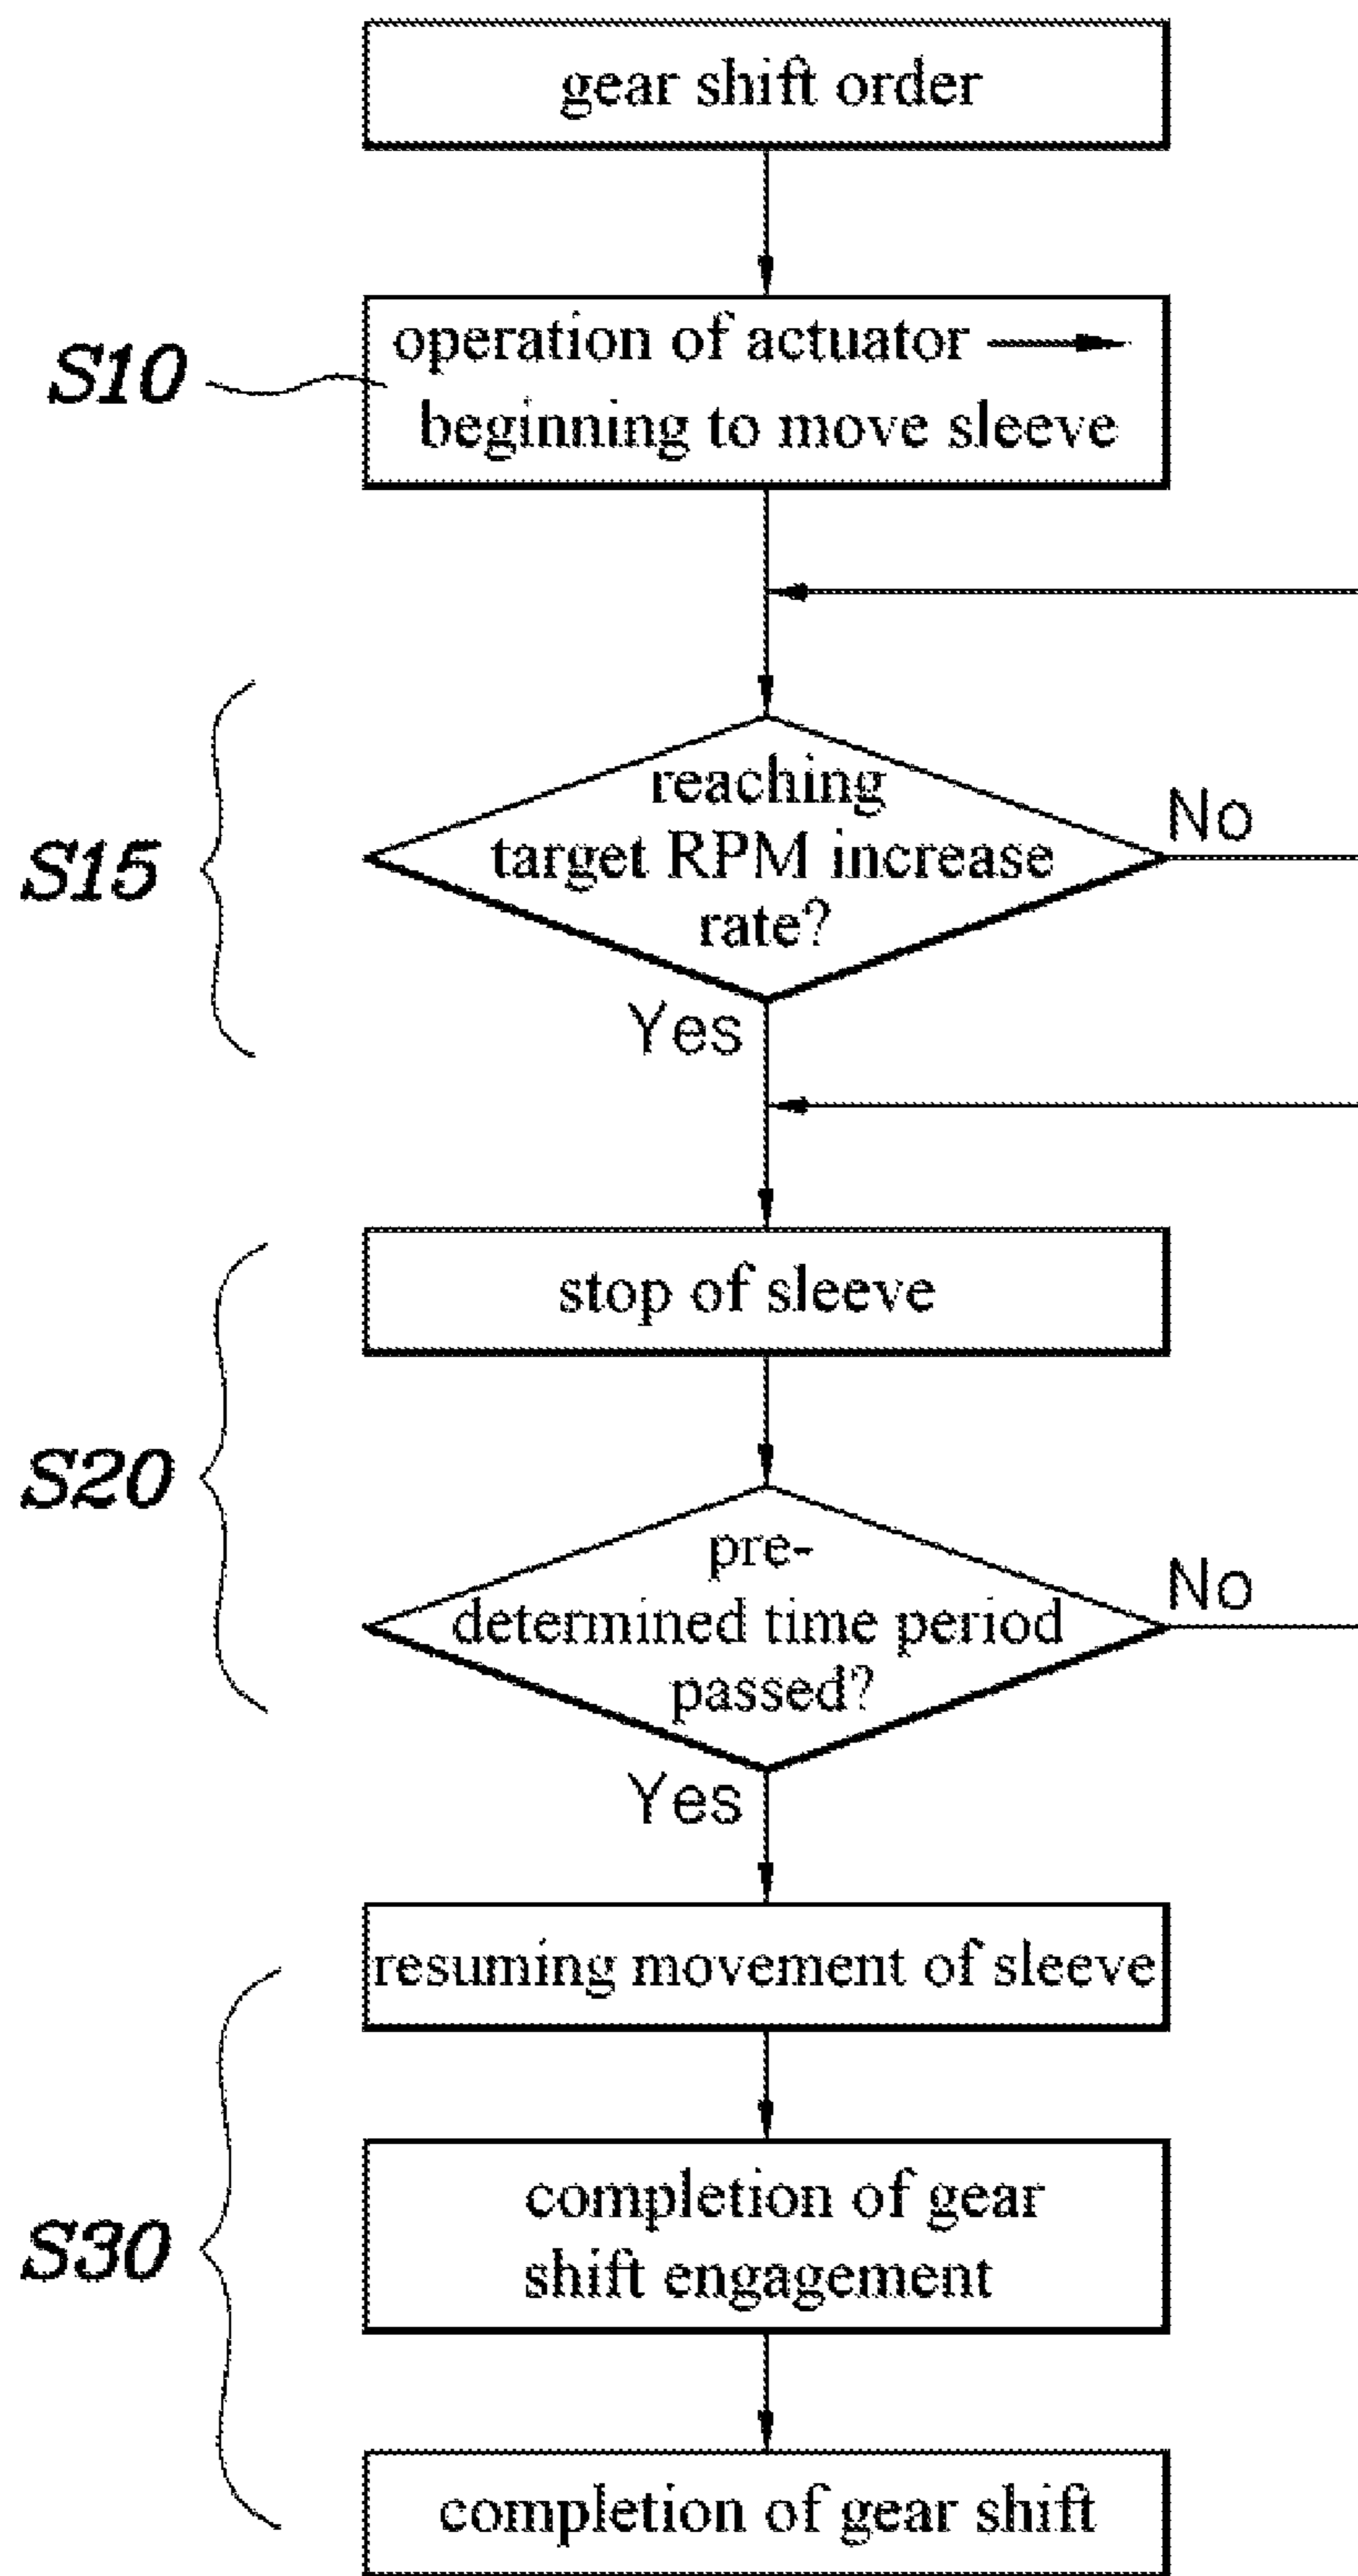 gear shift order
S10
operation of actuator
beginning to move sleeve
S15
reaching
target RPM increase
rate?
No
Yes
S20
stop of sleeve
pre-
determined time period
passed?
No
Yes
S30
resuming movement of sleeve
completion of gear
shift engagement
completion of gear shift